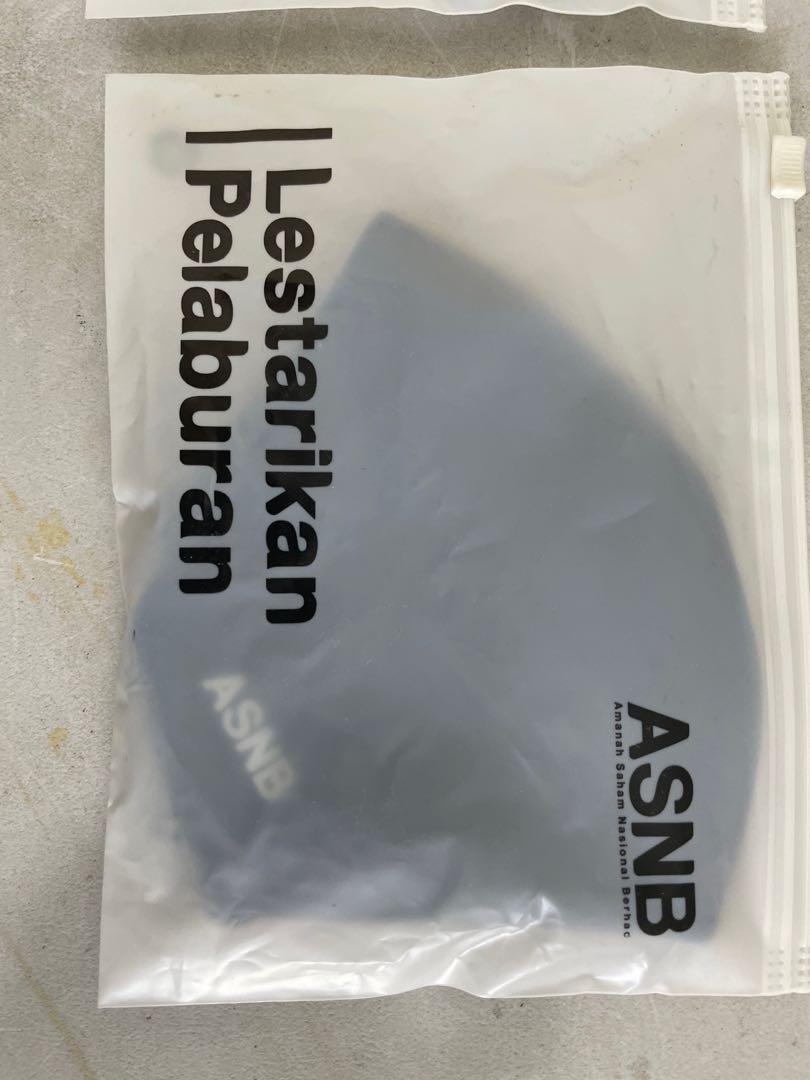 Lestarikan
Pelaburan
ASNB
Amanah Saham Nasional Berhad
ASNB